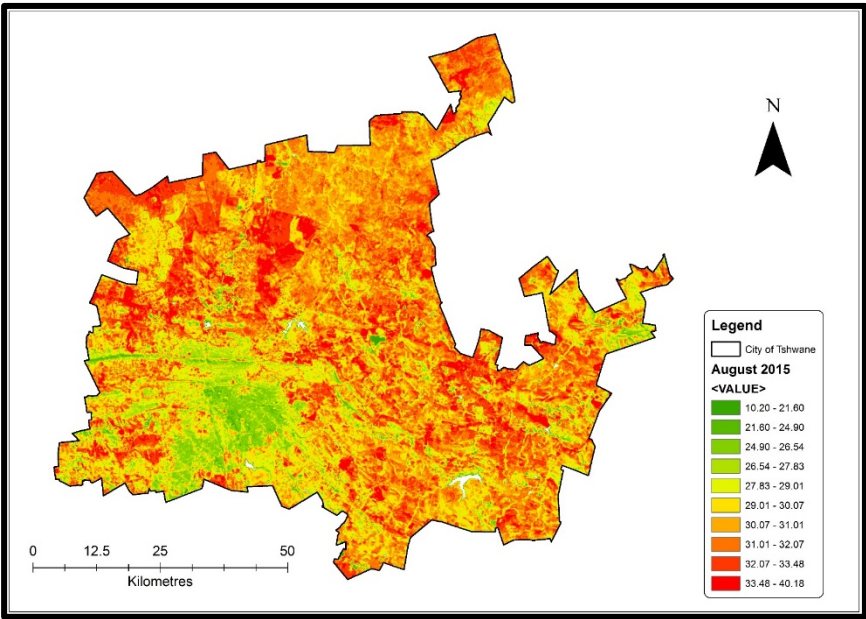 N
Legend
City of Tshwane
August 2015
<VALUE>
10.20 - 21.60
21.60 - 24.90
24.90 - 26.54
26.54 - 27.83
27.83 - 29.01
29.01 - 30.07
30.07 - 31.01
31.01 - 32.07
32.07 - 33.48
33.48 - 40.18
0 12.5 25 50
Kilometres